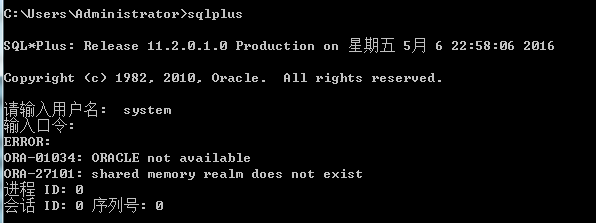 C:\Users\Administrator>sqlplus
SQL*Plus: Release 11.2.0.1.0 Production on 星期五 5月 6 22:58:06 2016
Copyright (c) 1982, 2010, Oracle.  All rights reserved.
请输入用户名:  system
输入口令:
ERROR:
ORA-01034: ORACLE not available
ORA-27101: shared memory realm does not exist
进程 ID: 0
会话 ID: 0 序列号: 0